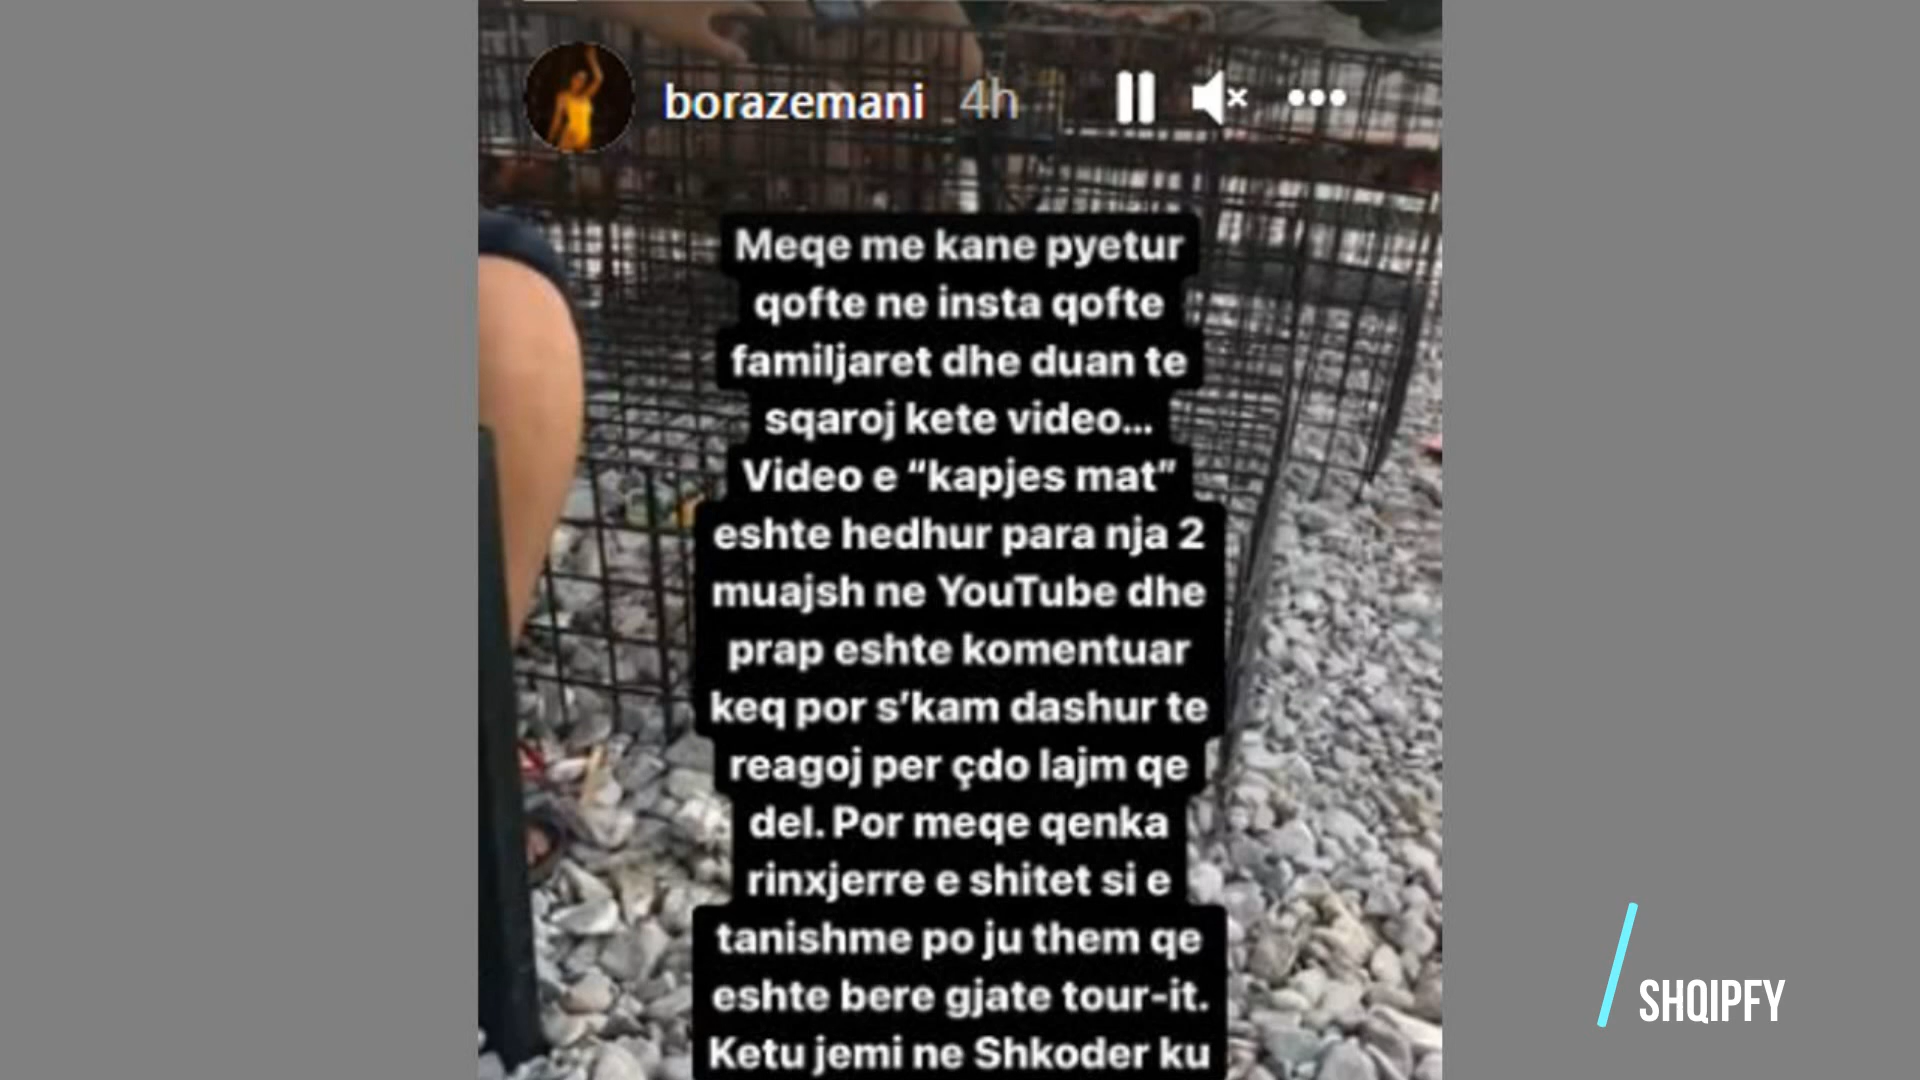 borazemani 4h
Meqe me kane pyetur
qofte ne insta qofte
familjaret dhe duan te
sqaroj kete video...
Video e “kapjes mat”
eshte hedhur para nja 2
muajsh ne YouTube dhe
prap eshte komentuar
keq por s’kam dashur te
reagoj per çdo lajm qe
del. Por meqe qenka
rinxjerre e shitet si e
tanishme po ju them qe
eshte bere gjate tour-it.
Ketu jemi ne Shkoder ku
SHQIPFY